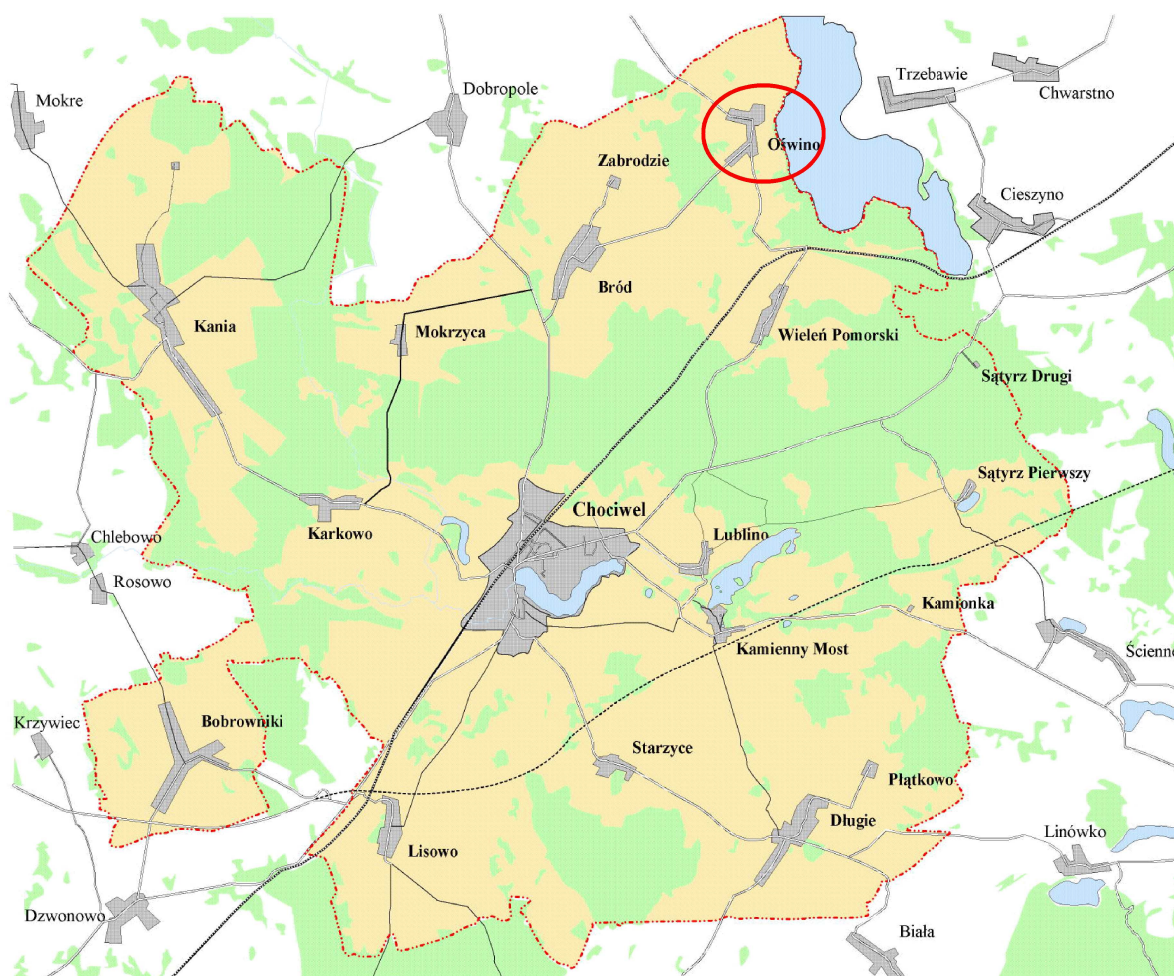 Trzebawie
Chwarstno
Dobropole
Mokre
Oświno
Zabrodzie
Cieszyno
Bród
Kania
Mokrzyca
Wieleń Pomorski
Sątyrz Drugi
Sątyrz Pierwszy
Chociwel
Karkowo
Lublino
Chlebowo
Rosowo
Kamionka
Kamienny Most
Ścienne
Krzywiec
Bobrowniki
Starzyce
Płątkowo
Długie
Linówko
Lisowo
Dzwonowo
Biała